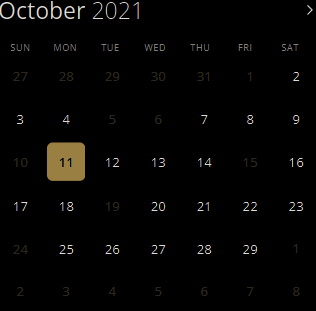 October 2021
SUN MON TUE WED THU FRI SAT
27 28 29 30 31 1 2
3 4 5 6 7 8 9
10 11 12 13 14 15 16
17 18 19 20 21 22 23
24 25 26 27 28 29 1
2 3 4 5 6 7 8